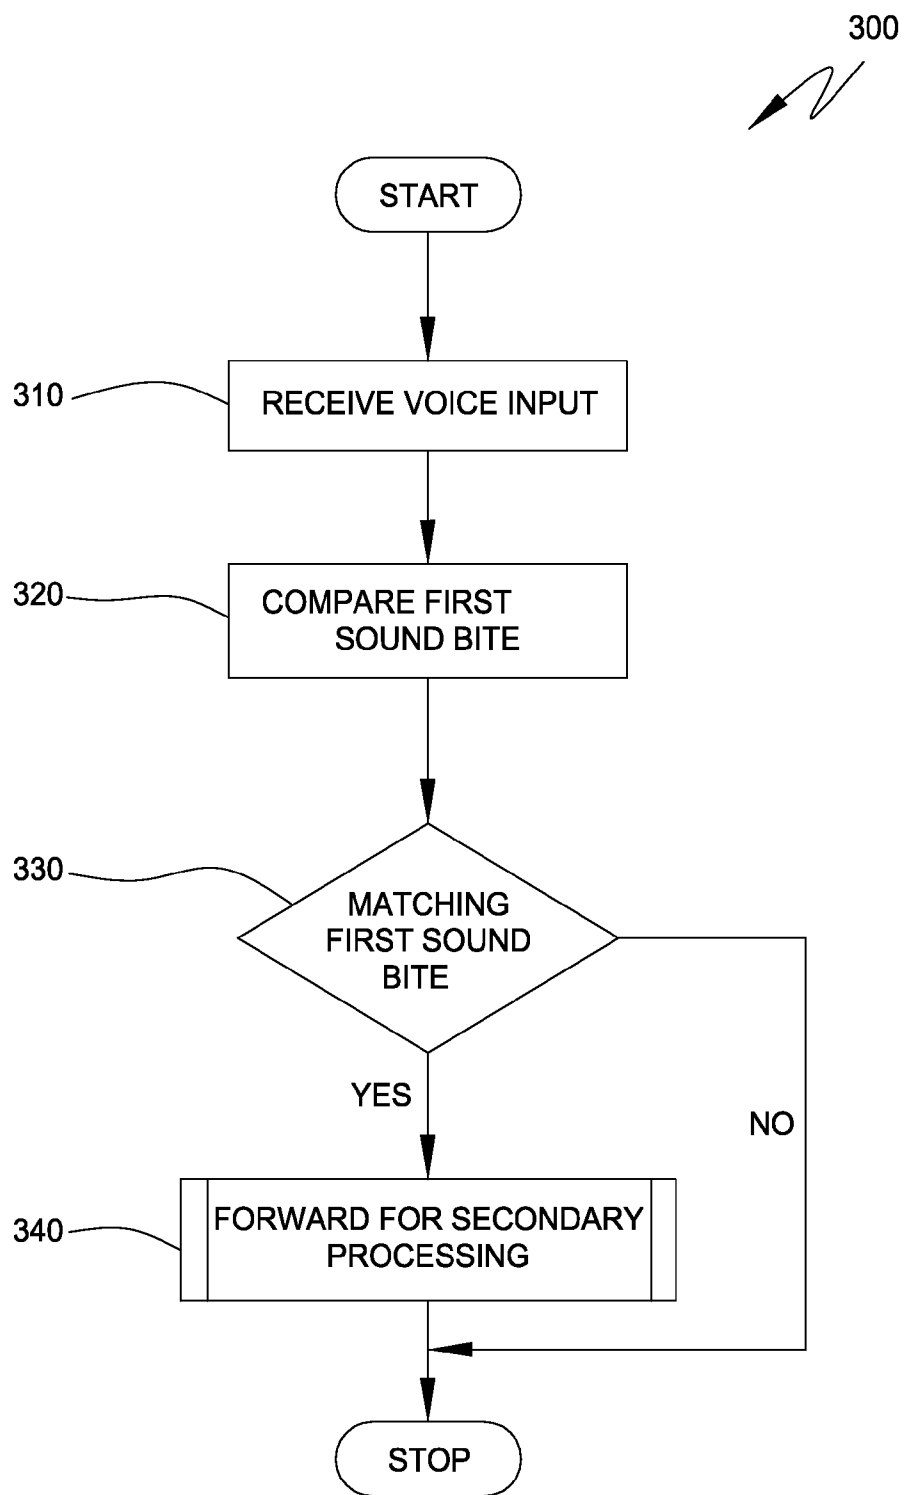 300
START
310
RECEIVE VOICE INPUT
320
COMPARE FIRST
SOUND BITE
330
MATCHING
FIRST SOUND
BITE
YES
NO
340
FORWARD FOR SECONDARY
PROCESSING
STOP